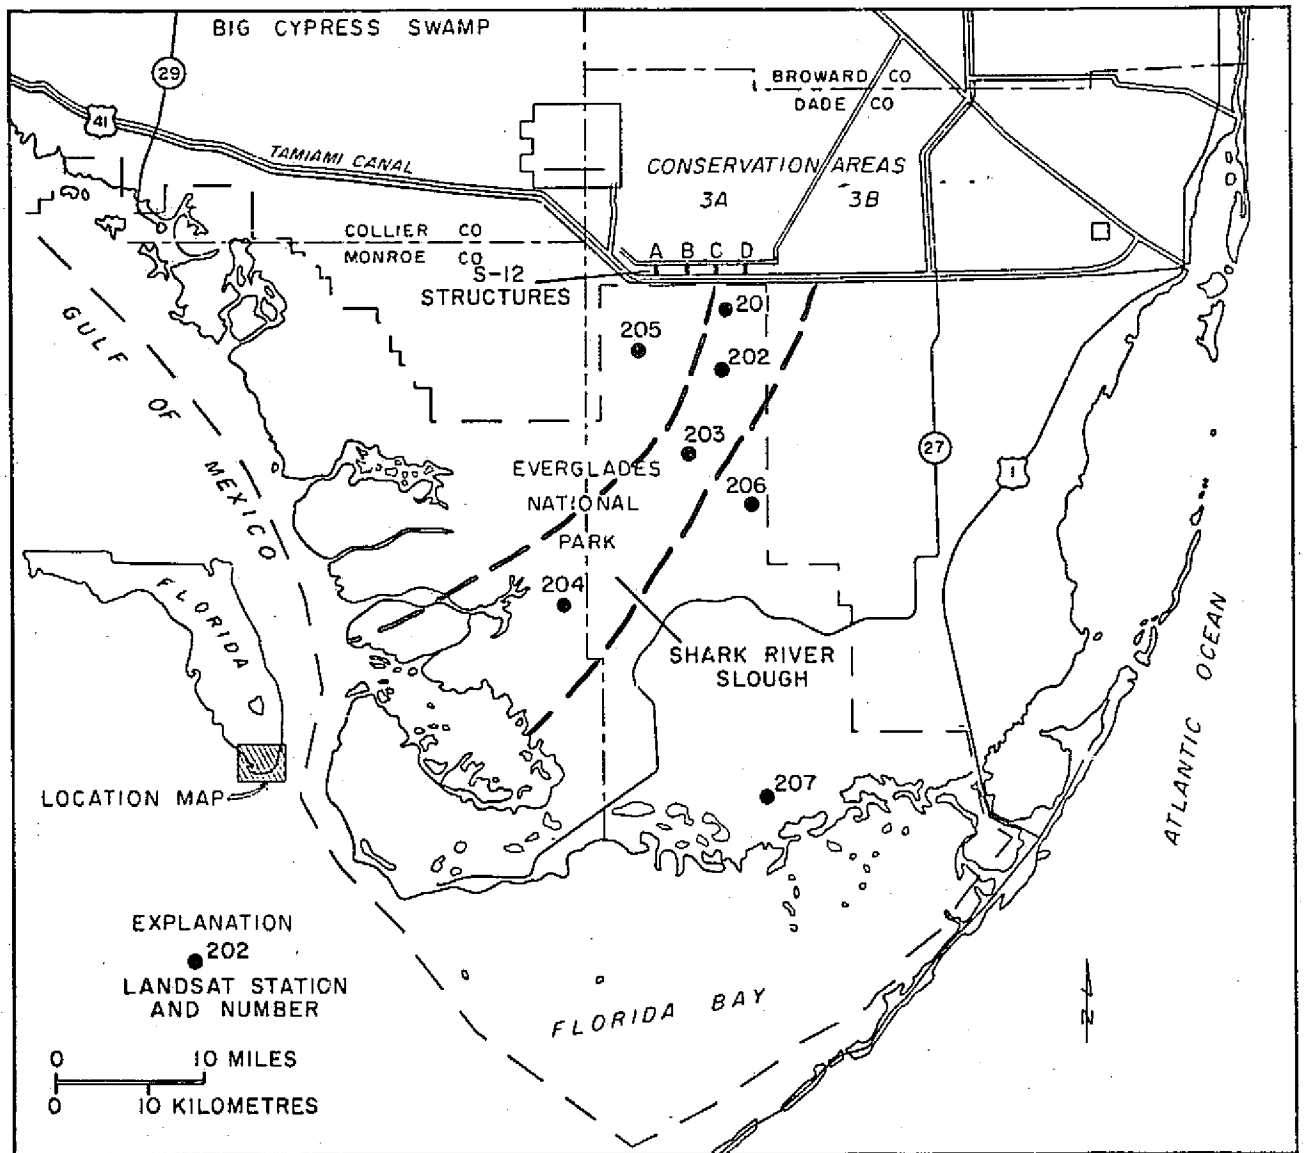 BIG CYPRESS SWAMP
29
BROWARD CO
DADE CO
41
TAMIAMI CANAL
CONSERVATION AREAS
3A 3B
COLLIER CO
MONROE CO
A B C D
S-12
STRUCTURES
GULF OF MEXICO
20
205
202
203
27
1
EVERGLADES
NATIONAL
PARK
206
204
FLORIDA
SHARK RIVER
SLOUGH
ATLANTIC OCEAN
LOCATION MAP
207
EXPLANATION
202
LANDSAT STATION
AND NUMBER
FLORIDA BAY
N
0 10 MILES
0 10 KILOMETRES